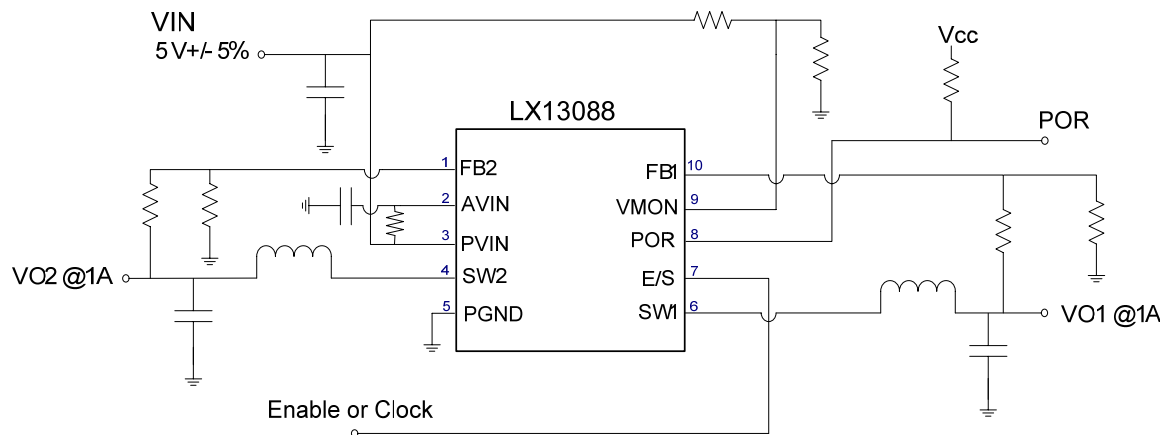 VIN
5V+/- 5%
Vcc
LX13088
POR
1 FB2
FB1 10
2 AVIN
VMON 9
3 PVIN
POR 8
VO2 @1A
4 SW2
E/S 7
5 PGND
SW1 6
VO1 @1A
Enable or Clock